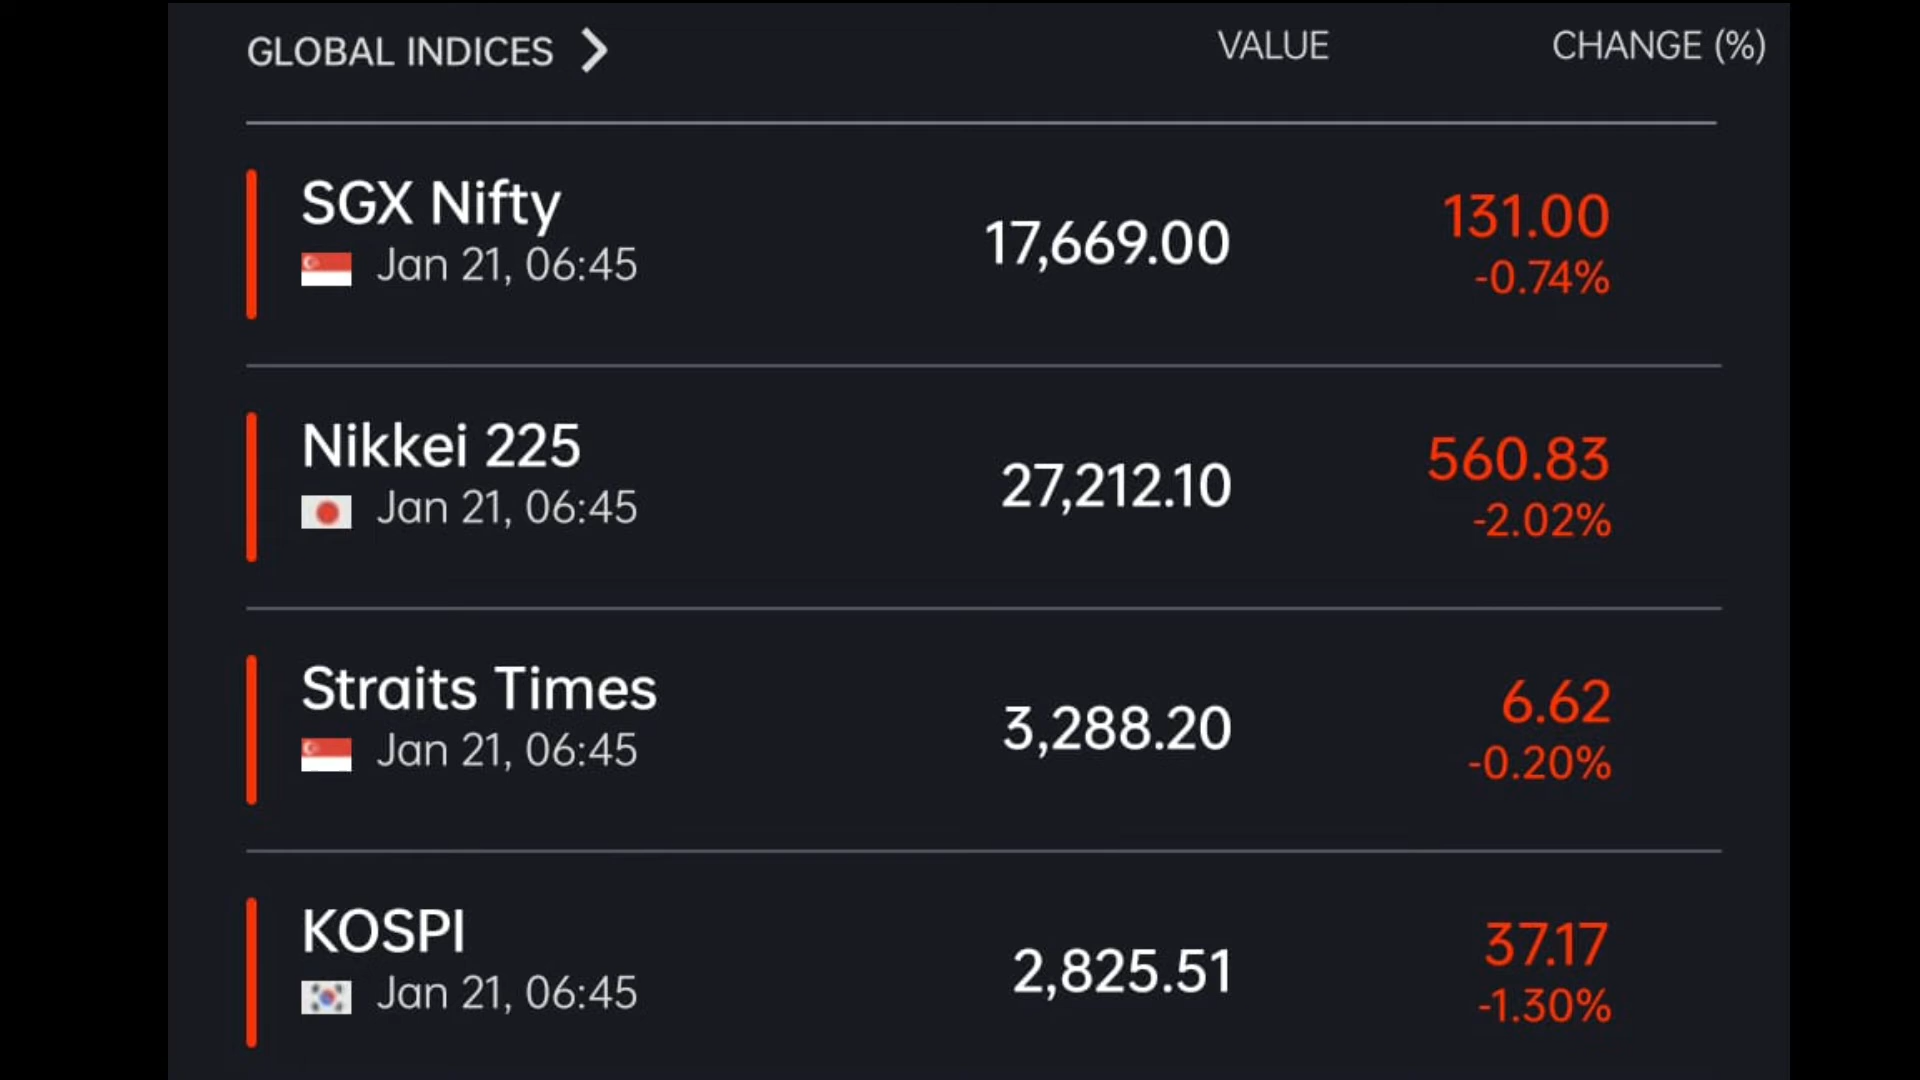 GLOBAL INDICES VALUE CHANGE (%)
SGX Nifty 17,669.00 131.00
Jan 21, 06:45 -0.74%
Nikkei 225 27,212.10 560.83
Jan 21, 06:45 -2.02%
Straits Times 3,288.20 6.62
Jan 21, 06:45 -0.20%
KOSPI 2,825.51 37.17
Jan 21, 06:45 -1.30%